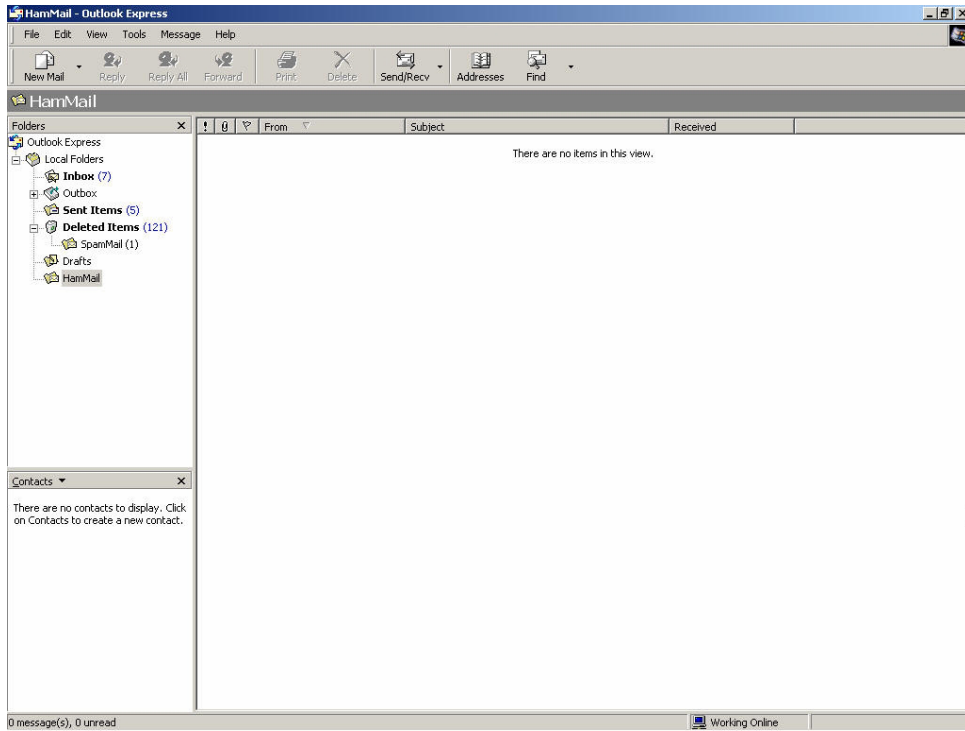 HamMail - Outlook Express
File Edit View Tools Message Help
New Mail Reply Reply All Forward Print Delete Send/Recv Addresses Find
HamMail
Folders x ! From Subject Received
Outlook Express
There are no items in this view.
Local Folders
Inbox (7)
Outbox
Sent Items (5)
Deleted Items (121)
SpamMail (1)
Drafts
HamMail
Contacts x
There are no contacts to display. Click
on Contacts to create a new contact.
0 message(s), 0 unread Working Online